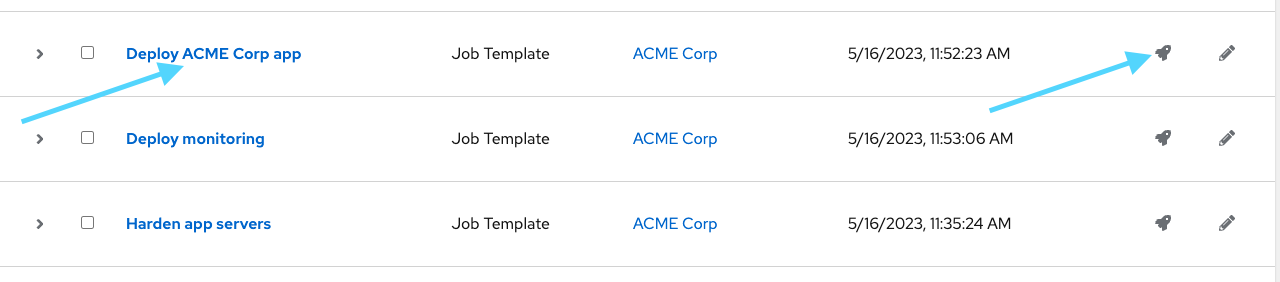 Deploy ACME Corp app Job Template ACME Corp 5/16/2023, 11:52:23 AM
Deploy monitoring Job Template ACME Corp 5/16/2023, 11:53:06 AM
Harden app servers Job Template ACME Corp 5/16/2023, 11:35:24 AM